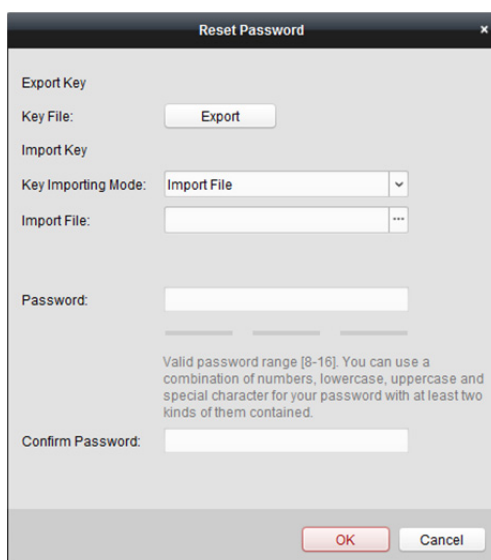 Reset Password ×
Export Key
Key File: Export
Import Key
Key Importing Mode: Import File
Import File: ...
Password:
Valid password range [8-16]. You can use a
combination of numbers, lowercase, uppercase and
special character for your password with at least two
kinds of them contained.
Confirm Password:
OK Cancel